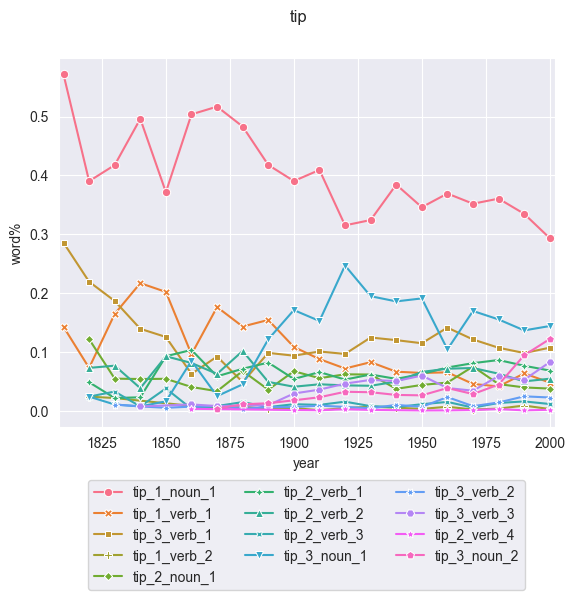 tip
0.5
0.4
0.3
0.2
0.1
0.0
word%
1825 1850 1875 1900 1925 1950 1975 2000
year
tip_1_noun_1 tip_2_verb_1 tip_3_verb_2
tip_1_verb_1 tip_2_verb_2 tip_3_verb_3
tip_3_verb_1 tip_2_verb_3 tip_2_verb_4
tip_1_verb_2 tip_3_noun_1 tip_3_noun_2
tip_2_noun_1